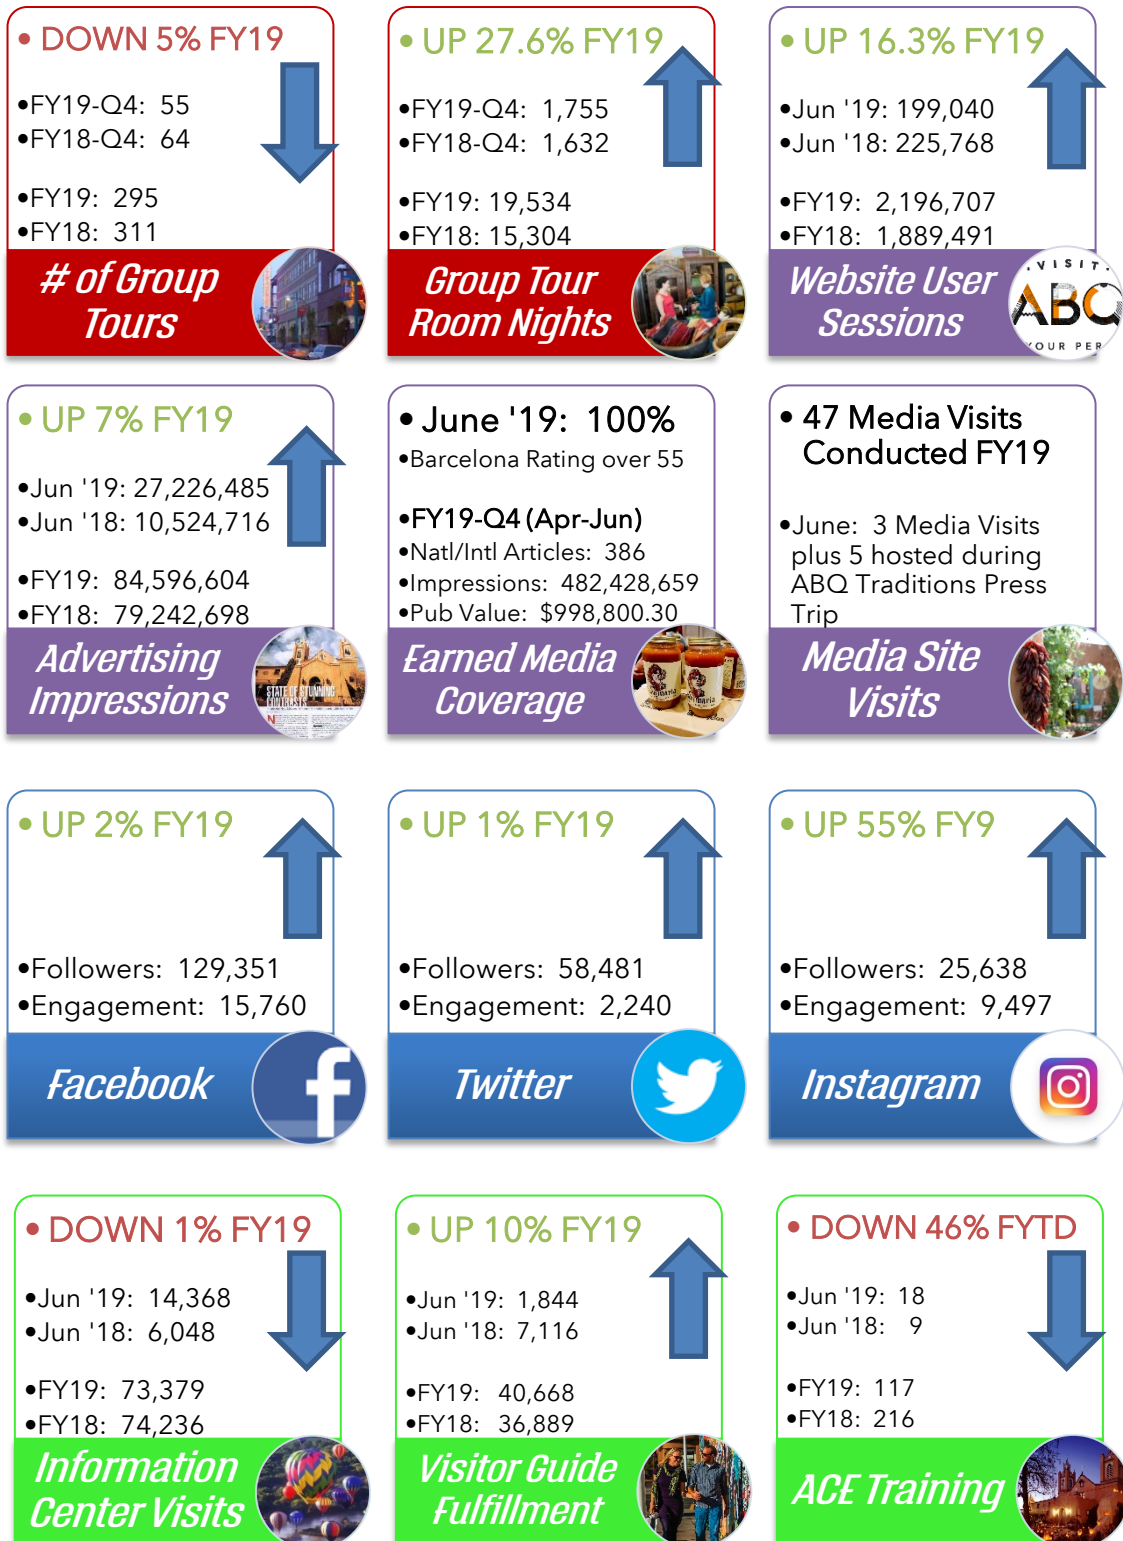 • DOWN 5% FY19
•FY19-Q4: 55
•FY18-Q4: 64
•FY19: 295
•FY18: 311
# of Group
Tours
• UP 27.6% FY19
•FY19-Q4: 1,755
•FY18-Q4: 1,632
•FY19: 19,534
•FY18: 15,304
Group Tour
Room Nights
• UP 16.3% FY19
•Jun '19: 199,040
•Jun '18: 225,768
•FY19: 2,196,707
•FY18: 1,889,491
Website User
Sessions
·VISIT·
ABQ
YOUR PER
• UP 7% FY19
•Jun '19: 27,226,485
•Jun '18: 10,524,716
•FY19: 84,596,604
•FY18: 79,242,698
Advertising
Impressions
STATE OF STUNNING
CONTRASTS
• June '19: 100%
•Barcelona Rating over 55
•FY19-Q4 (Apr-Jun)
•Natl/Intl Articles: 386
•Impressions: 482,428,659
•Pub Value: $998,800.30
Earned Media
Coverage
• 47 Media Visits
Conducted FY19
•June: 3 Media Visits
plus 5 hosted during
ABQ Traditions Press
Trip
Media Site
Visits
• UP 2% FY19
•Followers: 129,351
•Engagement: 15,760
Facebook
f
• UP 1% FY19
•Followers: 58,481
•Engagement: 2,240
Twitter
• UP 55% FY9
•Followers: 25,638
•Engagement: 9,497
Instagram
• DOWN 1% FY19
•Jun '19: 14,368
•Jun '18: 6,048
•FY19: 73,379
•FY18: 74,236
Information
Center Visits
• UP 10% FY19
•Jun '19: 1,844
•Jun '18: 7,116
•FY19: 40,668
•FY18: 36,889
Visitor Guide
Fulfillment
• DOWN 46% FYTD
•Jun '19: 18
•Jun '18: 9
•FY19: 117
•FY18: 216
ACE Training